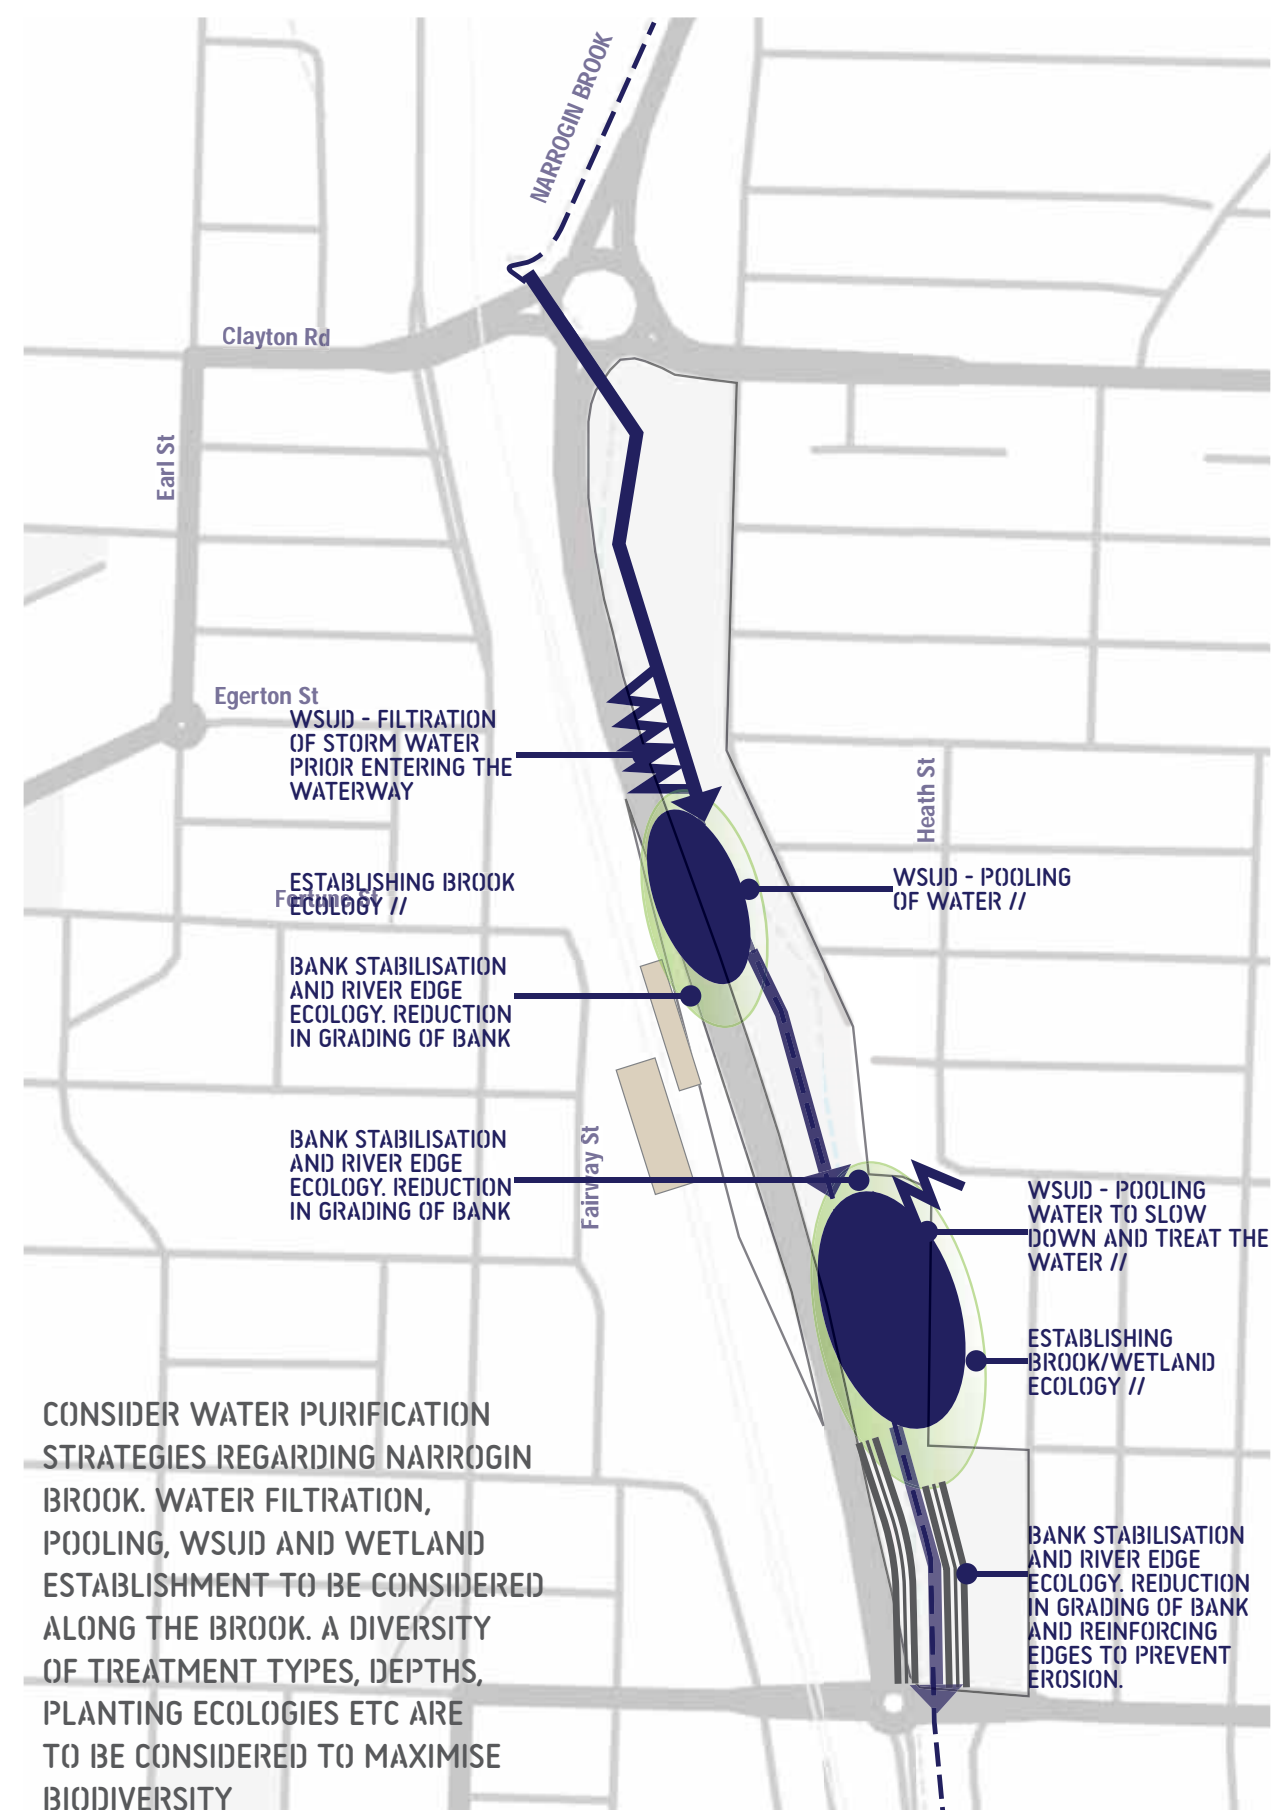 NARROGIN BROOK
Clayton Rd
Earl St
Egerton St
WSUD - FILTRATION
OF STORM WATER
PRIOR ENTERING THE
WATERWAY
Heath St
WSUD - POOLING
OF WATER //
ESTABLISHING BROOK
ECOLOGY //
Fortune St
BANK STABILISATION
AND RIVER EDGE
ECOLOGY. REDUCTION
IN GRADING OF BANK
BANK STABILISATION
AND RIVER EDGE
ECOLOGY. REDUCTION
IN GRADING OF BANK
Fairway St
WSUD - POOLING
WATER TO SLOW
DOWN AND TREAT THE
WATER //
ESTABLISHING
BROOK/WETLAND
ECOLOGY //
CONSIDER WATER PURIFICATION
STRATEGIES REGARDING NARROGIN
BROOK. WATER FILTRATION,
POOLING, WSUD AND WETLAND
ESTABLISHMENT TO BE CONSIDERED
ALONG THE BROOK. A DIVERSITY
OF TREATMENT TYPES, DEPTHS,
PLANTING ECOLOGIES ETC ARE
TO BE CONSIDERED TO MAXIMISE
BIODIVERSITY
BANK STABILISATION
AND RIVER EDGE
ECOLOGY. REDUCTION
IN GRADING OF BANK
AND REINFORCING
EDGES TO PREVENT
EROSION.